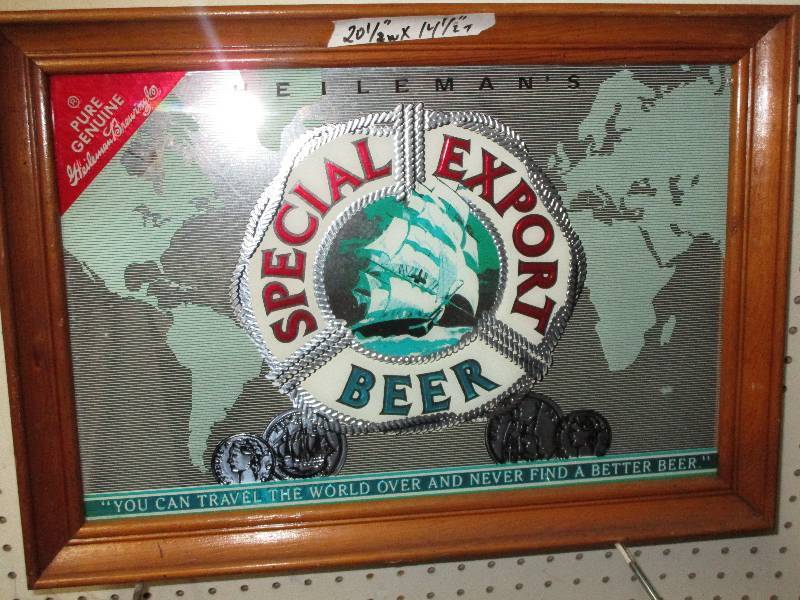 20 1/2" W X 14 1/2" T
® PURE
GENUINE
G. Heileman Brewing Co
HEILEMAN'S
SPECIAL EXPORT
BEER
"YOU CAN TRAVEL THE WORLD OVER AND NEVER FIND A BETTER BEER."